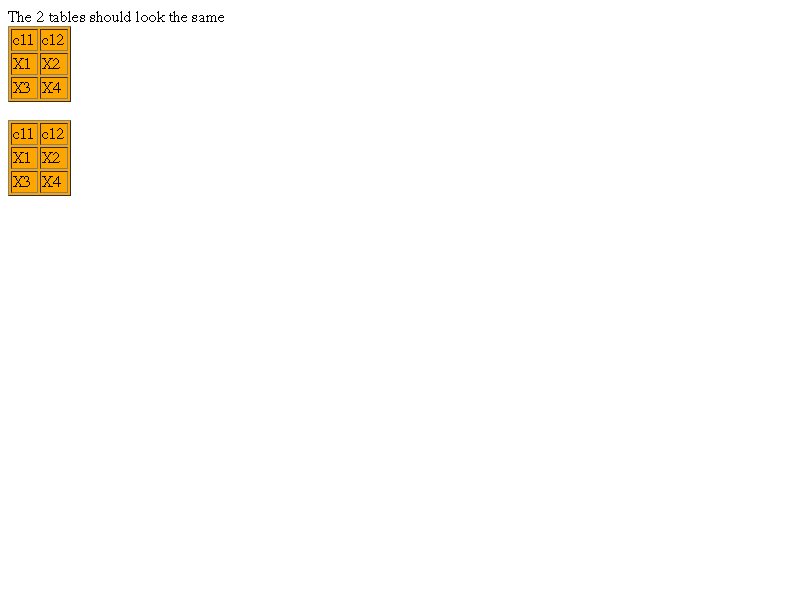 The 2 tables should look the same
c11 c12
X1 X2
X3 X4
c11 c12
X1 X2
X3 X4